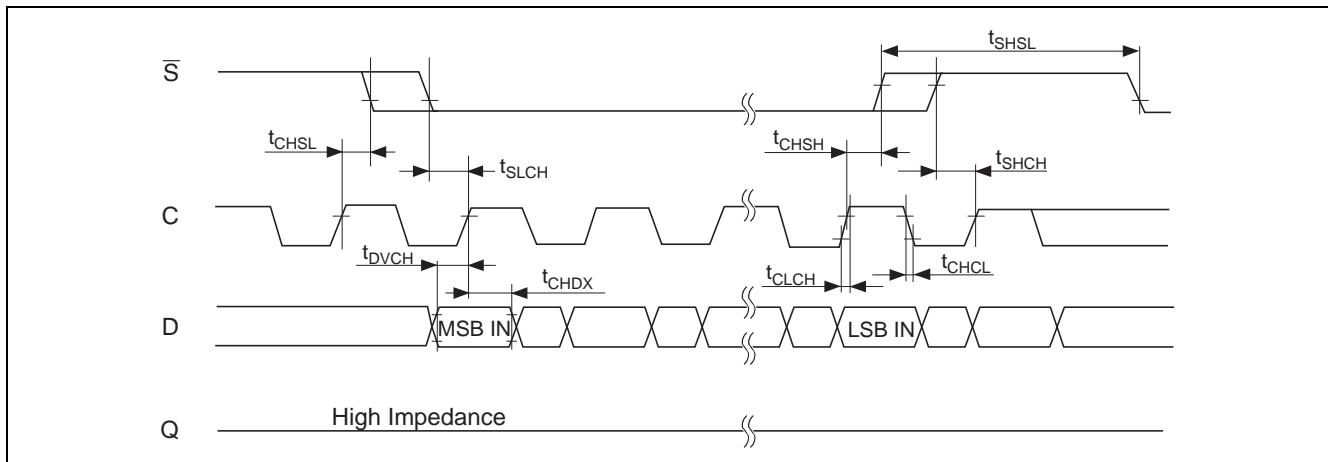 S̅
tSHSL
tCHSL
tSLCH
tCHSH
tSHCH
C
tDVCH
tCHDX
tCLCH
tCHCL
D
MSB IN
LSB IN
Q
High Impedance